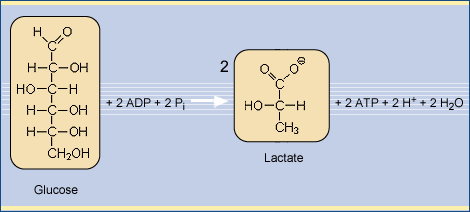 H O
C
H–C–OH
HO–C–H
H–C–OH
H–C–OH
CH₂OH
Glucose
+ 2 ADP + 2 Pᵢ
2
O O⊖
C
HO–C–H
CH₃
Lactate
+ 2 ATP + 2 H⁺ + 2 H₂O